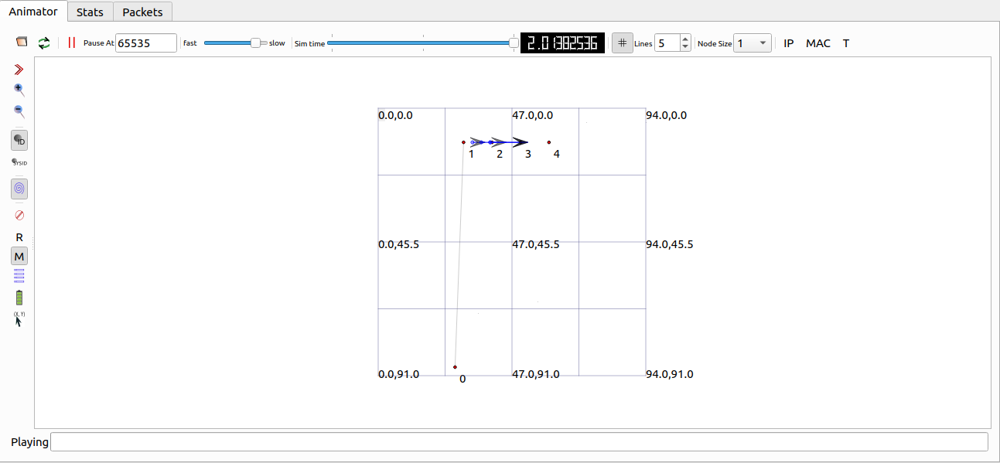 Animator Stats Packets
Pause At 65535 fast slow Sim time 2.01382536 # Lines 5 Node Size 1 IP MAC T
ID
SYSID
R
M
(X, Y)
0.0,0.0 47.0,0.0 94.0,0.0
1 2 3 4
0.0,45.5 47.0,45.5 94.0,45.5
0.0,91.0 47.0,91.0 94.0,91.0
0
Playing